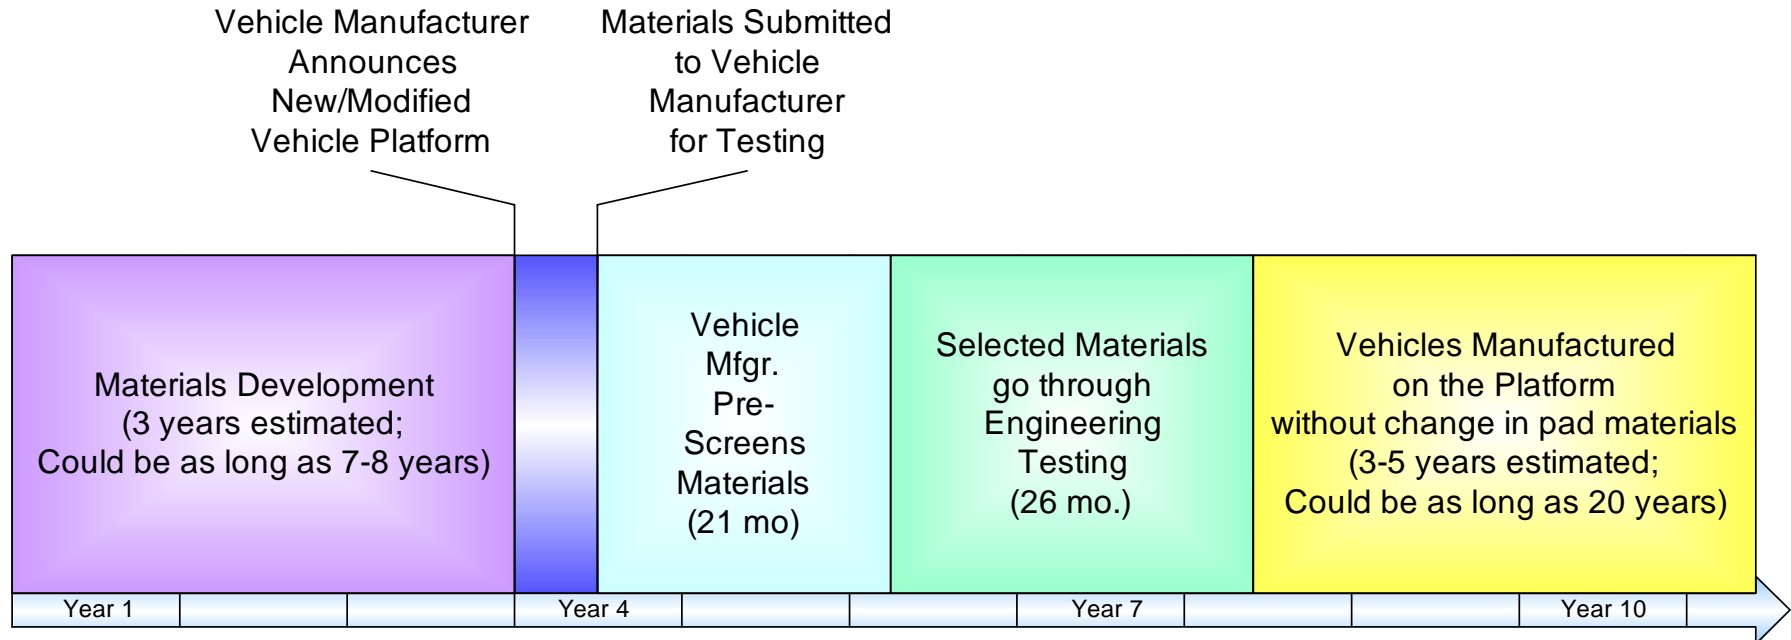 Vehicle Manufacturer
Announces
New/Modified
Vehicle Platform
Materials Submitted
to Vehicle
Manufacturer
for Testing
Materials Development
(3 years estimated;
Could be as long as 7-8 years)
Vehicle
Mfgr.
Pre-
Screens
Materials
(21 mo)
Selected Materials
go through
Engineering
Testing
(26 mo.)
Vehicles Manufactured
on the Platform
without change in pad materials
(3-5 years estimated;
Could be as long as 20 years)
Year 1
Year 4
Year 7
Year 10